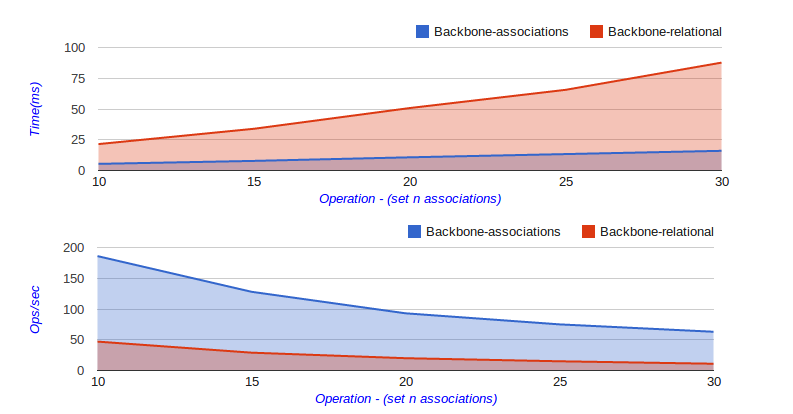 Backbone-associations Backbone-relational
100
75
50
25
0
Time(ms)
10 15 20 25 30
Operation - (set n associations)
Backbone-associations Backbone-relational
200
150
100
50
0
Ops/sec
10 15 20 25 30
Operation - (set n associations)